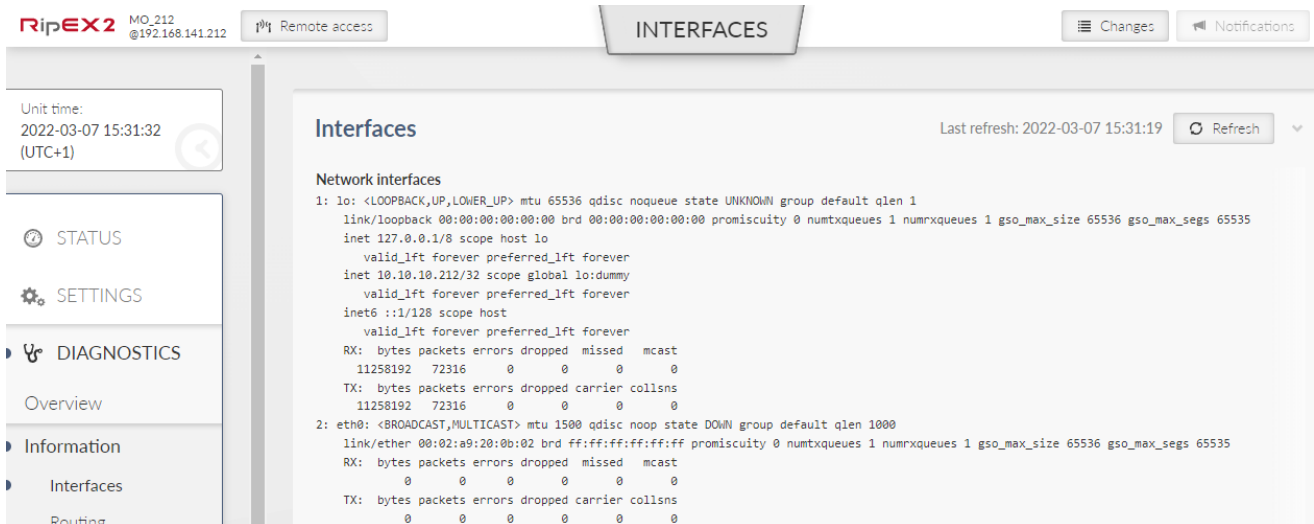 RipEX2
MO_212
@192.168.141.212
Remote access
INTERFACES
Changes
Notifications
Unit time:
2022-03-07 15:31:32
(UTC+1)
STATUS
SETTINGS
DIAGNOSTICS
Overview
Information
Interfaces
Routing
Interfaces
Last refresh: 2022-03-07 15:31:19
Refresh
Network interfaces
1: lo: <LOOPBACK,UP,LOWER_UP> mtu 65536 qdisc noqueue state UNKNOWN group default qlen 1
link/loopback 00:00:00:00:00:00 brd 00:00:00:00:00:00 promiscuity 0 numtxqueues 1 numrxqueues 1 gso_max_size 65536 gso_max_segs 65535
inet 127.0.0.1/8 scope host lo
valid_lft forever preferred_lft forever
inet 10.10.10.212/32 scope global lo:dummy
valid_lft forever preferred_lft forever
inet6 ::1/128 scope host
valid_lft forever preferred_lft forever
RX: bytes packets errors dropped missed mcast
11258192 72316 0 0 0 0
TX: bytes packets errors dropped carrier collsns
11258192 72316 0 0 0 0
2: eth0: <BROADCAST,MULTICAST> mtu 1500 qdisc noop state DOWN group default qlen 1000
link/ether 00:02:a9:20:0b:02 brd ff:ff:ff:ff:ff:ff promiscuity 0 numtxqueues 1 numrxqueues 1 gso_max_size 65536 gso_max_segs 65535
RX: bytes packets errors dropped missed mcast
0 0 0 0 0 0
TX: bytes packets errors dropped carrier collsns
0 0 0 0 0 0